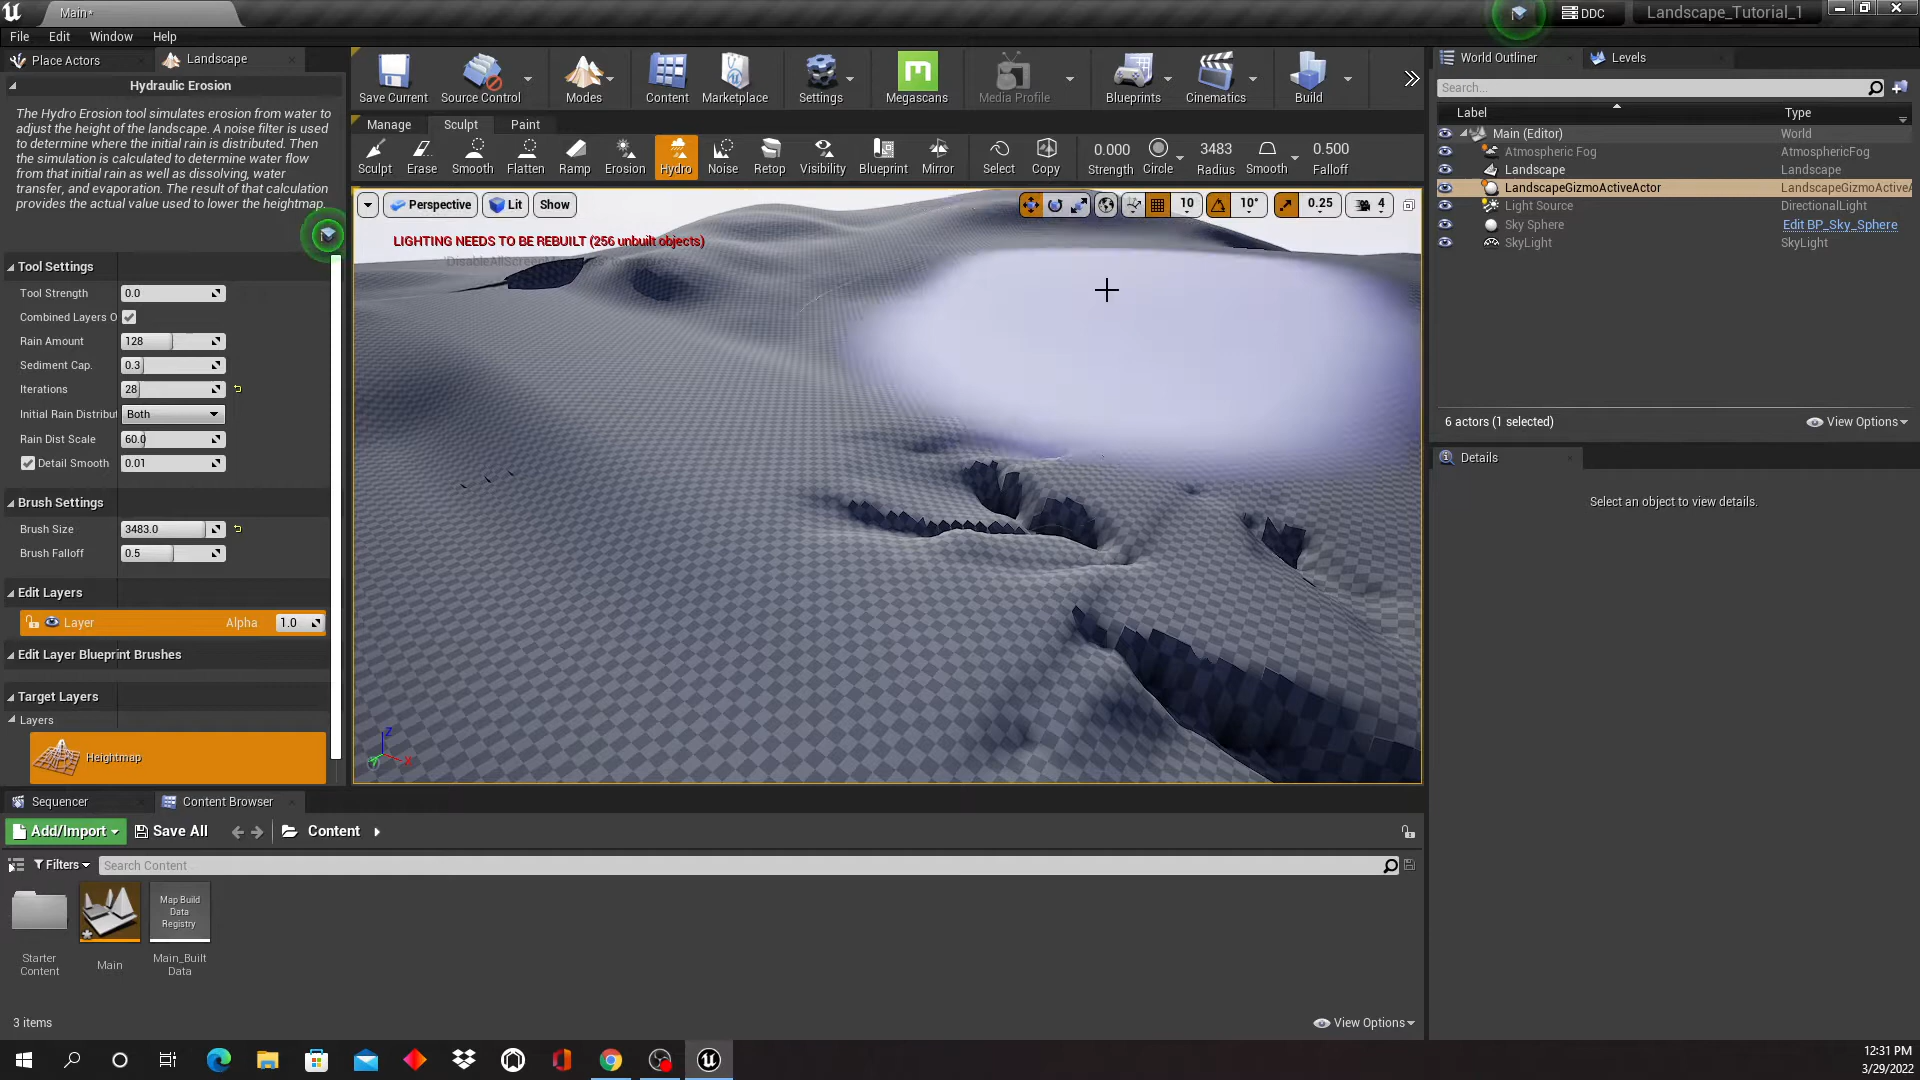 Main*
DDC
Landscape_Tutorial_1
File
Edit
Window
Help
Place Actors
Landscape
Hydraulic Erosion
The Hydro Erosion tool simulates erosion from water to
adjust the height of the landscape. A noise filter is used
to determine where the initial rain is distributed. Then
the simulation is calculated to determine water flow
from that initial rain as well as dissolving, water
transfer, and evaporation. The result of that calculation
provides the actual value used to lower the heightmap.
Tool Settings
Tool Strength 0.0
Combined Layers O
Rain Amount 128
Sediment Cap. 0.3
Iterations 28
Initial Rain Distribut Both
Rain Dist Scale 60.0
Detail Smooth 0.01
Brush Settings
Brush Size 3483.0
Brush Falloff 0.5
Edit Layers
Layer Alpha 1.0
Edit Layer Blueprint Brushes
Target Layers
Layers
Heightmap
Save Current
Source Control
Modes
Content
Marketplace
Settings
Megascans
Media Profile
Blueprints
Cinematics
Build
Manage
Sculpt
Paint
Sculpt
Erase
Smooth
Flatten
Ramp
Erosion
Hydro
Noise
Retop
Visibility
Blueprint
Mirror
Select
Copy
0.000
Strength
Circle
3483
Radius
Smooth
0.500
Falloff
Perspective
Lit
Show
10
10°
0.25
4
LIGHTING NEEDS TO BE REBUILT (256 unbuilt objects)
Z
X
Y
World Outliner
Levels
Search...
Label Type
Main (Editor) World
Atmospheric Fog AtmosphericFog
Landscape Landscape
LandscapeGizmoActiveActor LandscapeGizmoActiveA
Light Source DirectionalLight
Sky Sphere Edit BP_Sky_Sphere
SkyLight SkyLight
6 actors (1 selected)
View Options
Details
Select an object to view details.
Sequencer
Content Browser
Add/Import
Save All
Content
Filters
Search Content
Starter
Content
Main
Map Build
Data
Registry
Main_Built
Data
3 items
View Options
12:31 PM
3/29/2022